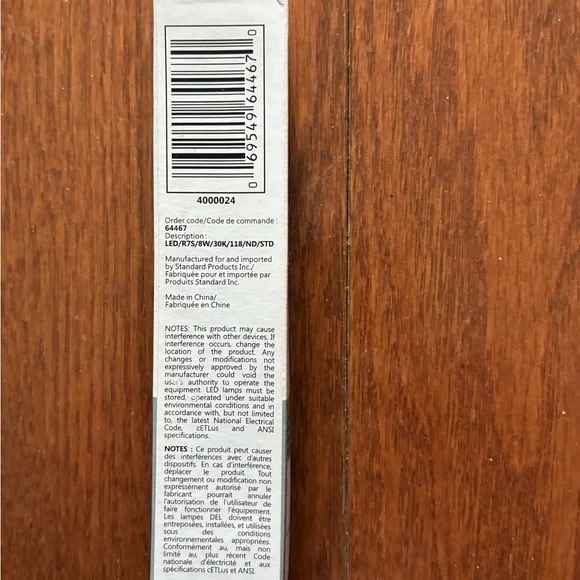 0 69549 64467 0
4000024
Order code/Code de commande :
64467
Description :
LED/R7S/8W/30K/118/ND/STD
Manufactured for and imported
by Standard Products Inc./
Fabriquée pour et importée par
Produits Standard Inc.
Made in China/
Fabriquée en Chine
NOTES: This product may cause
interference with other devices. If
interference occurs, change the
location of the product. Any
changes or modifications not
expressively approved by the
manufacturer could void the
user's authority to operate the
equipment. LED lamps must be
stored, operated under suitable
environmental conditions and in
accordance with, but not limited
to, the latest National Electrical
Code, cETLus and ANSI
specifications.
NOTES : Ce produit peut causer
des interférences avec d'autres
dispositifs. En cas d'interférence,
déplacer le produit. Tout
changement ou modification non
expressément autorisé par le
fabricant pourrait annuler
l'autorisation de l'utilisateur de
faire fonctionner l'équipement.
Les lampes DEL doivent être
entreposées, installées, et utilisées
sous des conditions
environnementales appropriées.
Conformément au, mais non
limité au, plus récent Code
national d'électricité et aux
spécifications cETLus et ANSI.